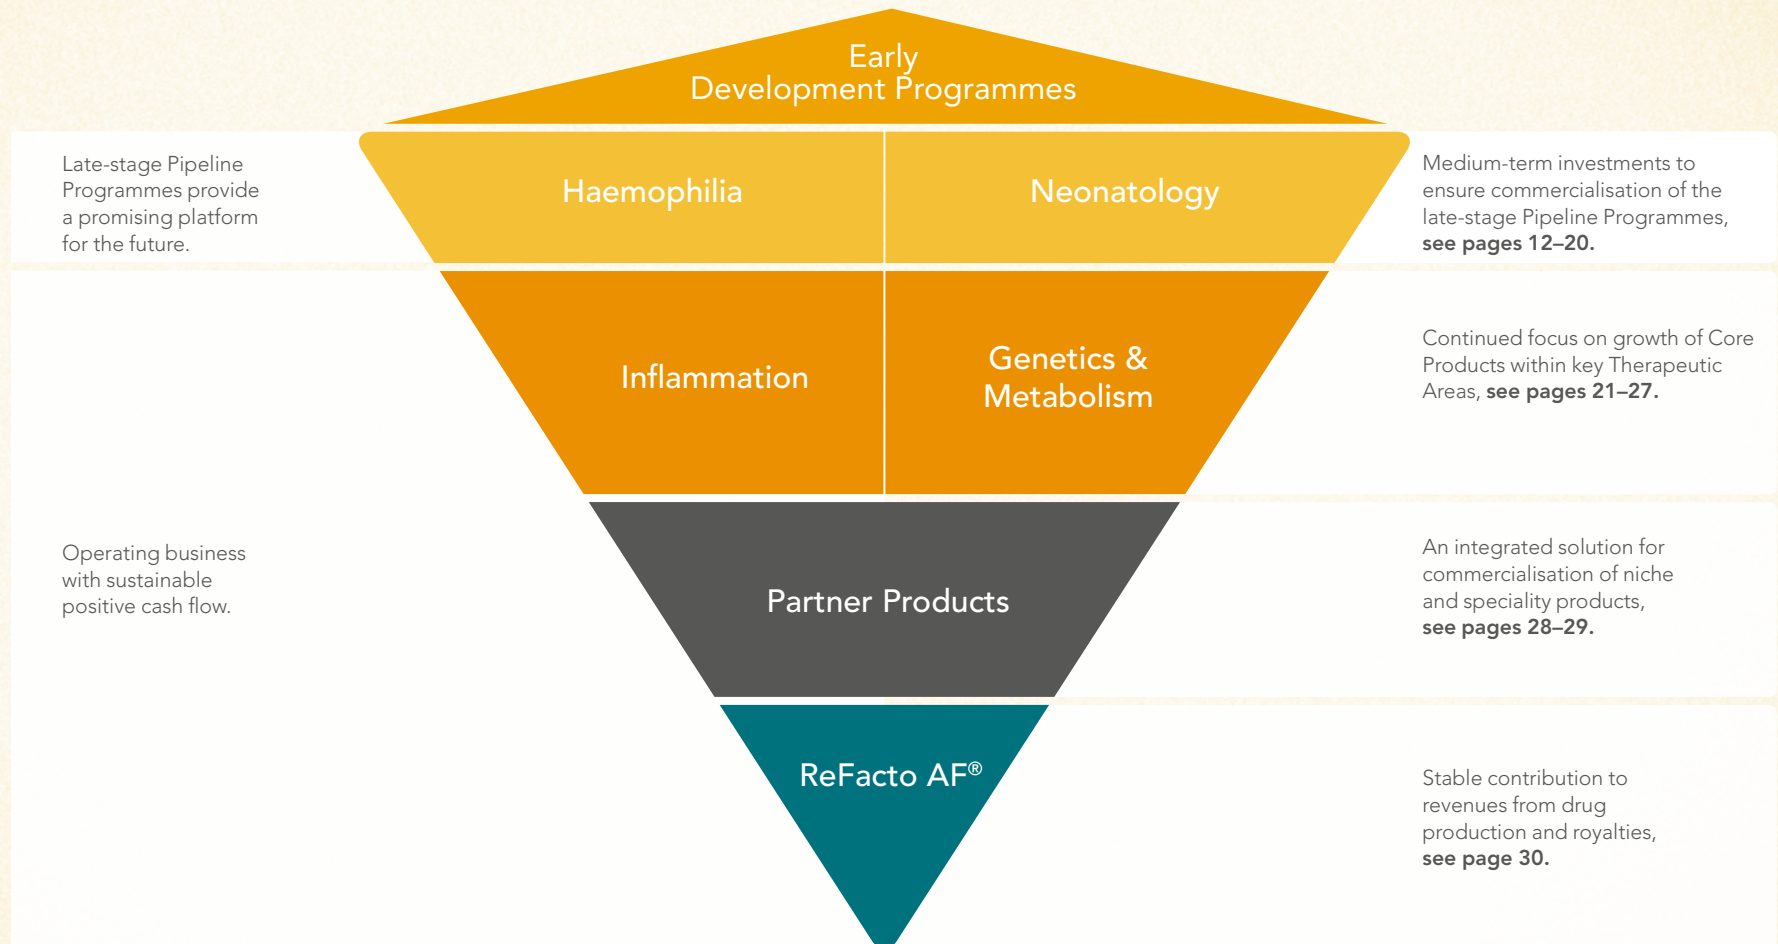 Early
Development Programmes
Late-stage Pipeline
Programmes provide
a promising platform
for the future.
Haemophilia
Neonatology
Medium-term investments to
ensure commercialisation of the
late-stage Pipeline Programmes,
see pages 12–20.
Inflammation
Genetics &
Metabolism
Continued focus on growth of Core
Products within key Therapeutic
Areas, see pages 21–27.
Operating business
with sustainable
positive cash flow.
Partner Products
An integrated solution for
commercialisation of niche
and speciality products,
see pages 28–29.
ReFacto AF®
Stable contribution to
revenues from drug
production and royalties,
see page 30.